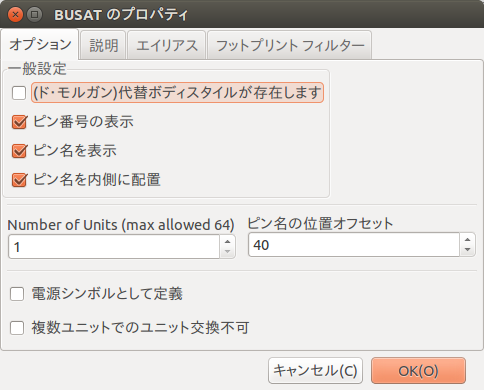 BUSAT のプロパティ
オプション 説明 エイリアス フットプリント フィルター
一般設定
(ド・モルガン)代替ボディスタイルが存在します
ピン番号の表示
ピン名を表示
ピン名を内側に配置
Number of Units (max allowed 64) ピン名の位置オフセット
1 40
電源シンボルとして定義
複数ユニットでのユニット交換不可
キャンセル(C) OK(O)